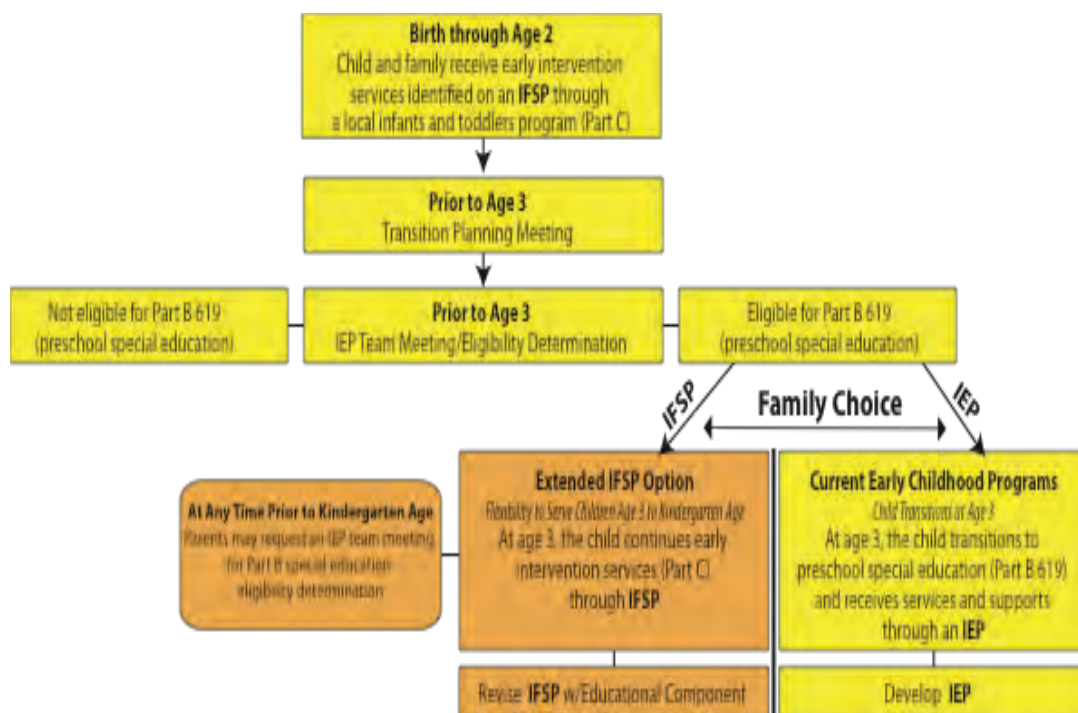 Birth through Age 2
Child and family receive early intervention
services identified on an IFSP through
a local infants and toddlers program (Part C)
Prior to Age 3
Transition Planning Meeting
Not eligible for Part B 619
(preschool special education)
Prior to Age 3
IEP Team Meeting/Eligibility Determination
Eligible for Part B 619
(preschool special education)
IFSP
Family Choice
IEP
At Any Time Prior to Kindergarten Age
Parents may request an IEP team meeting
for Part B special education
eligibility determination
Extended IFSP Option
Flexibility to Serve Children Age 3 to Kindergarten Age
At age 3, the child continues early
intervention services (Part C)
through IFSP
Revise IFSP w/Educational Component
Current Early Childhood Programs
Child Transitions at Age 3
At age 3, the child transitions to
preschool special education (Part B 619)
and receives services and supports
through an IEP
Develop IEP